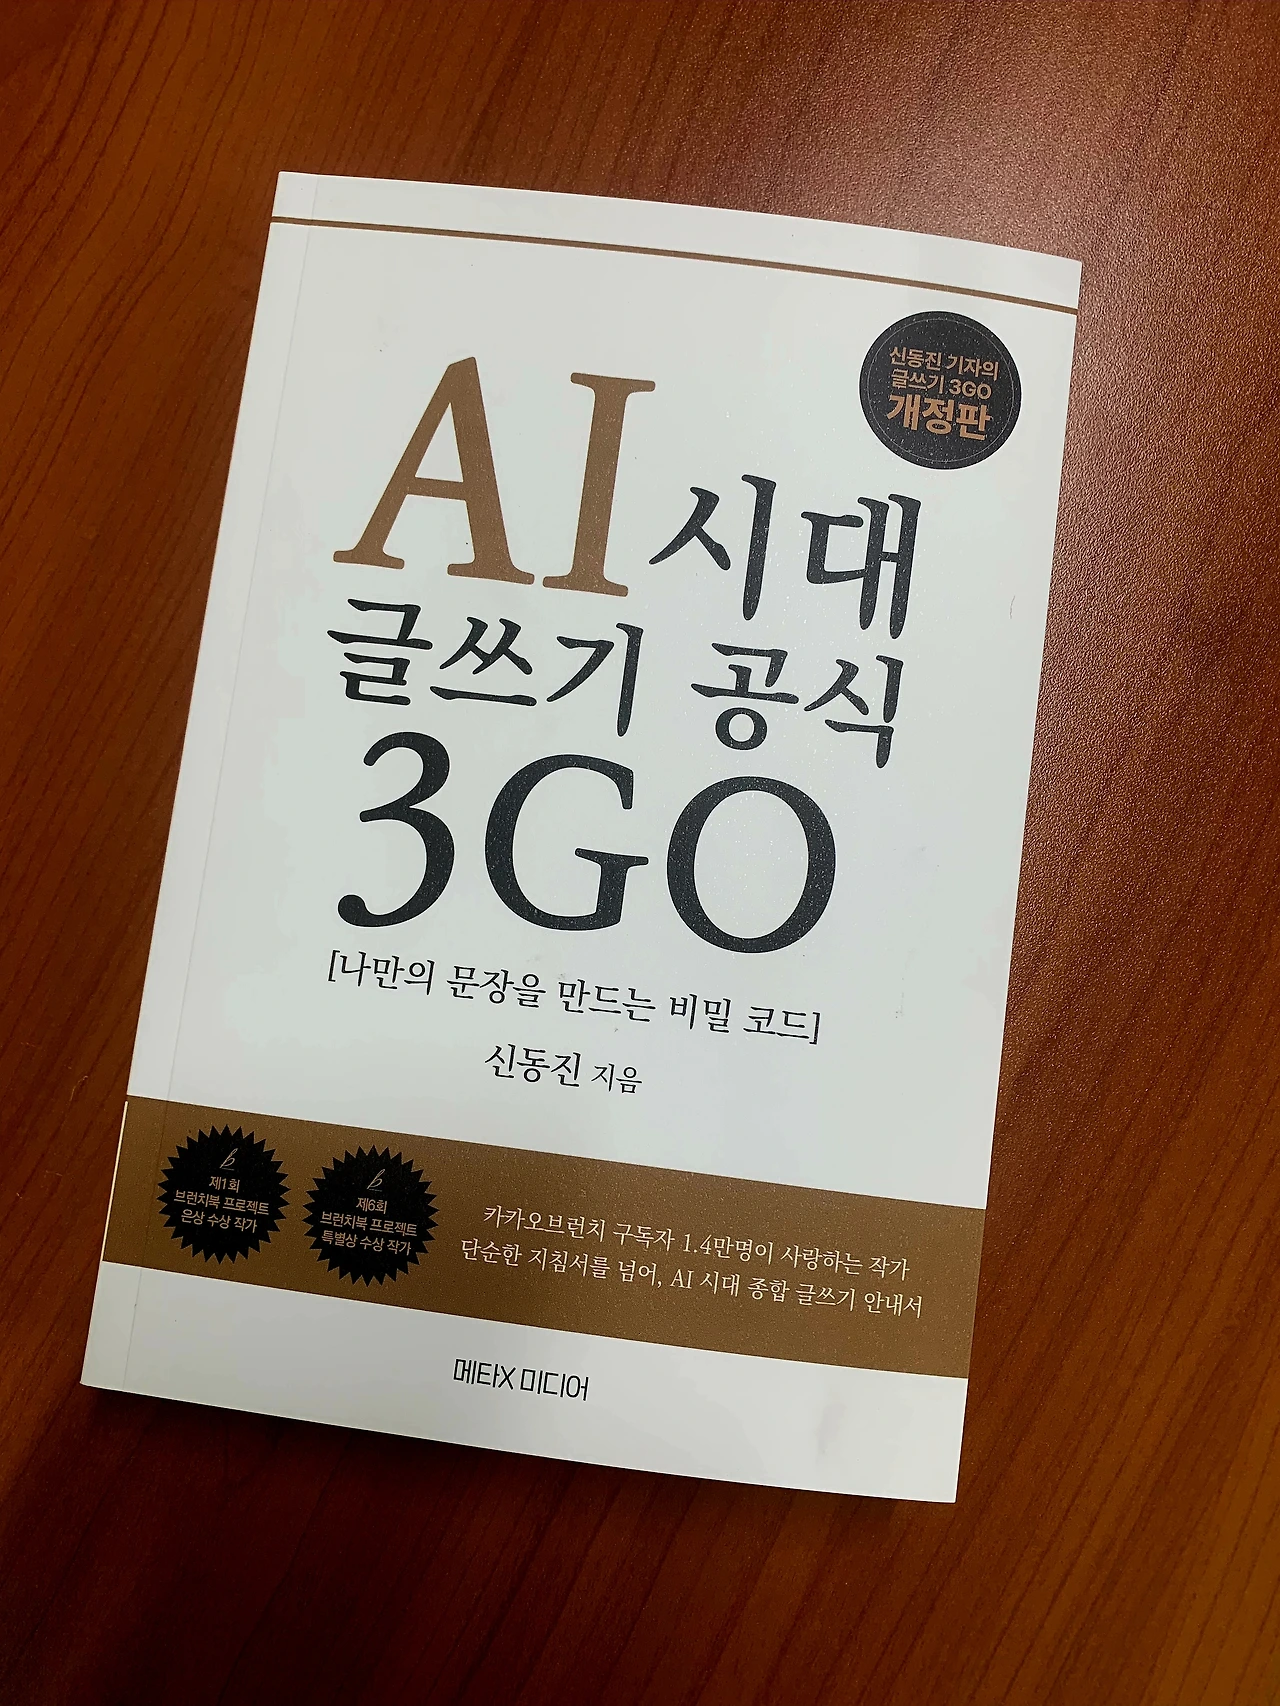 신동진 기자의
글쓰기 3GO
개정판
AI 시대
글쓰기 공식
3GO
[나만의 문장을 만드는 비밀 코드]
신동진 지음
b
제1회
브런치북 프로젝트
은상 수상 작가
b
제6회
브런치북 프로젝트
특별상 수상 작가
카카오브런치 구독자 1.4만명이 사랑하는 작가
단순한 지침서를 넘어, AI 시대 종합 글쓰기 안내서
메타X 미디어